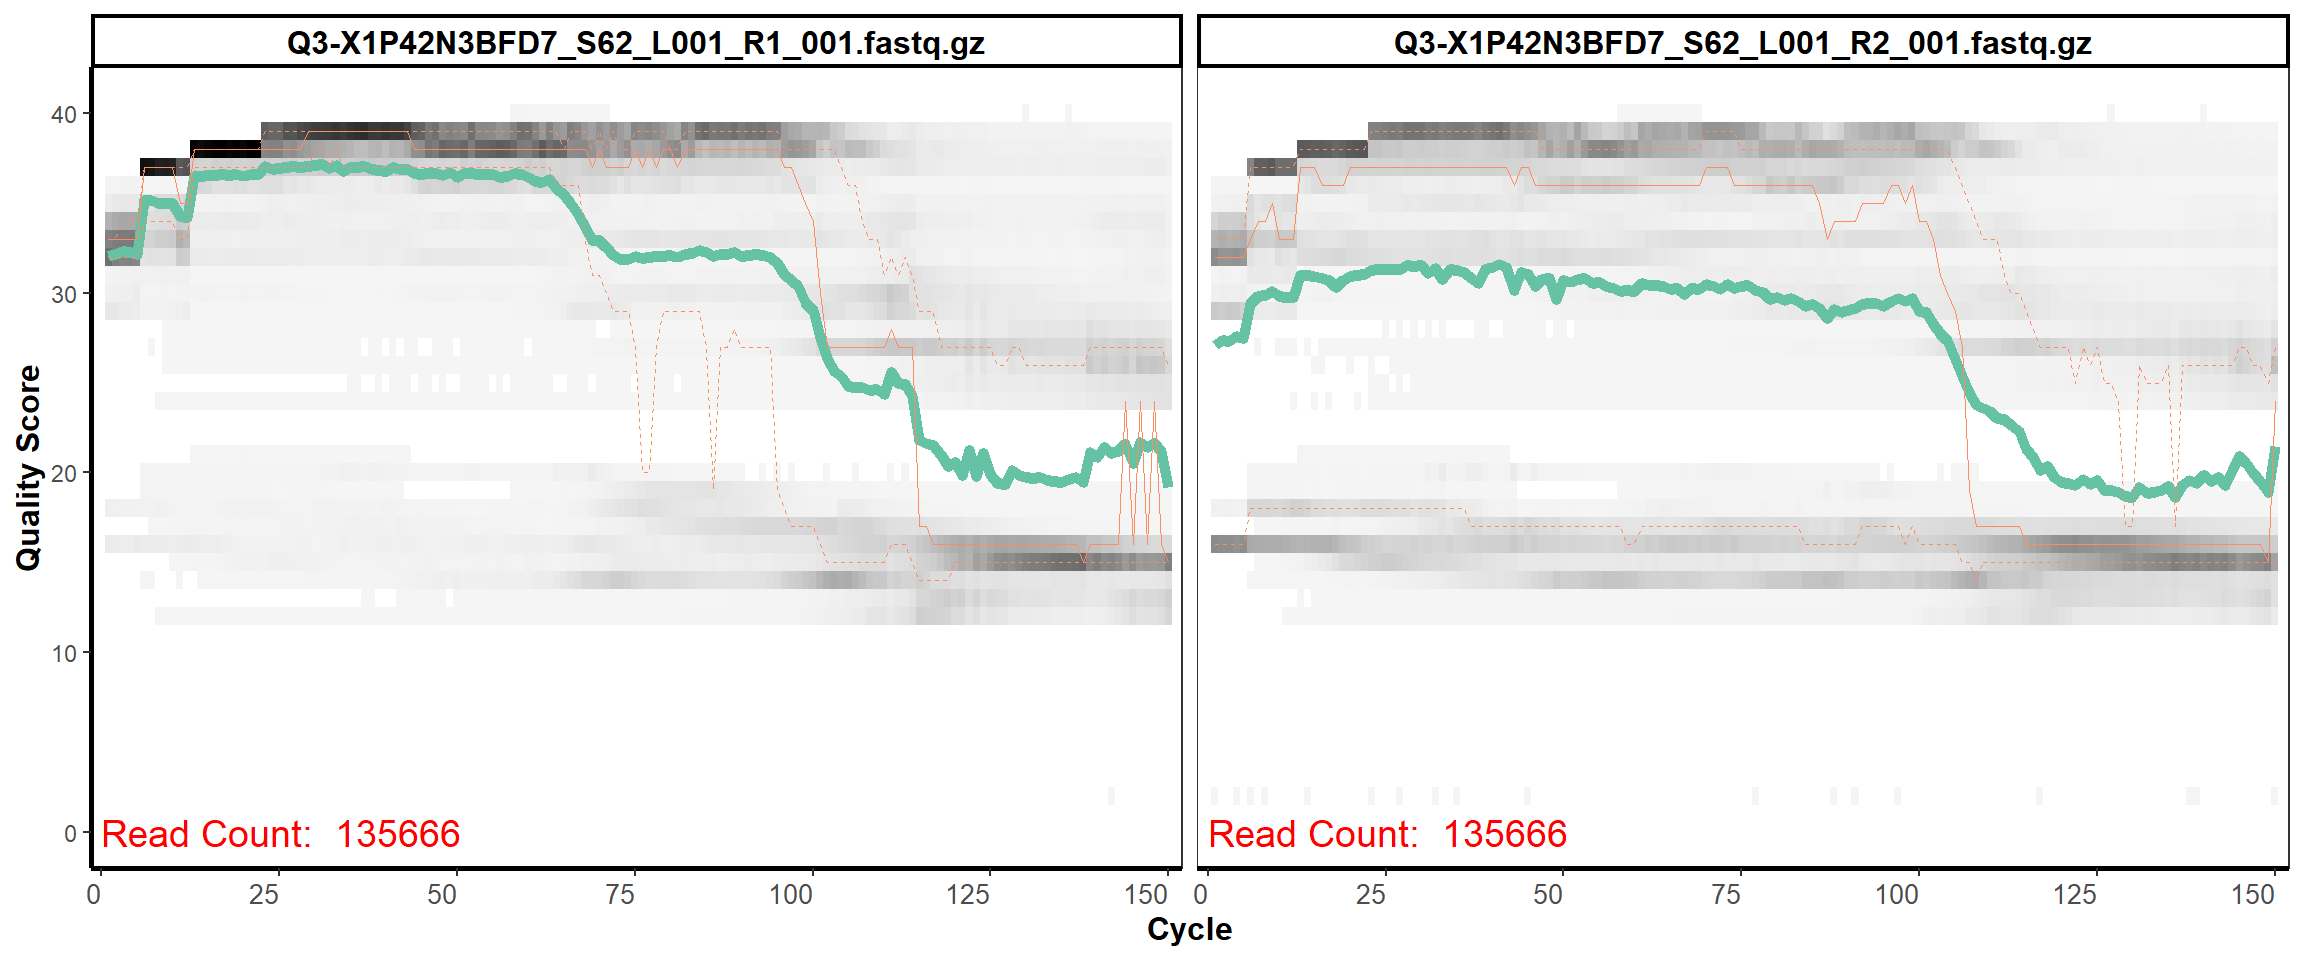 Q3-X1P42N3BFD7_S62_L001_R1_001.fastq.gz
Q3-X1P42N3BFD7_S62_L001_R2_001.fastq.gz
Quality Score
40
30
20
10
0
Read Count: 135666
Read Count: 135666
0 25 50 75 100 125 150
0 25 50 75 100 125 150
Cycle